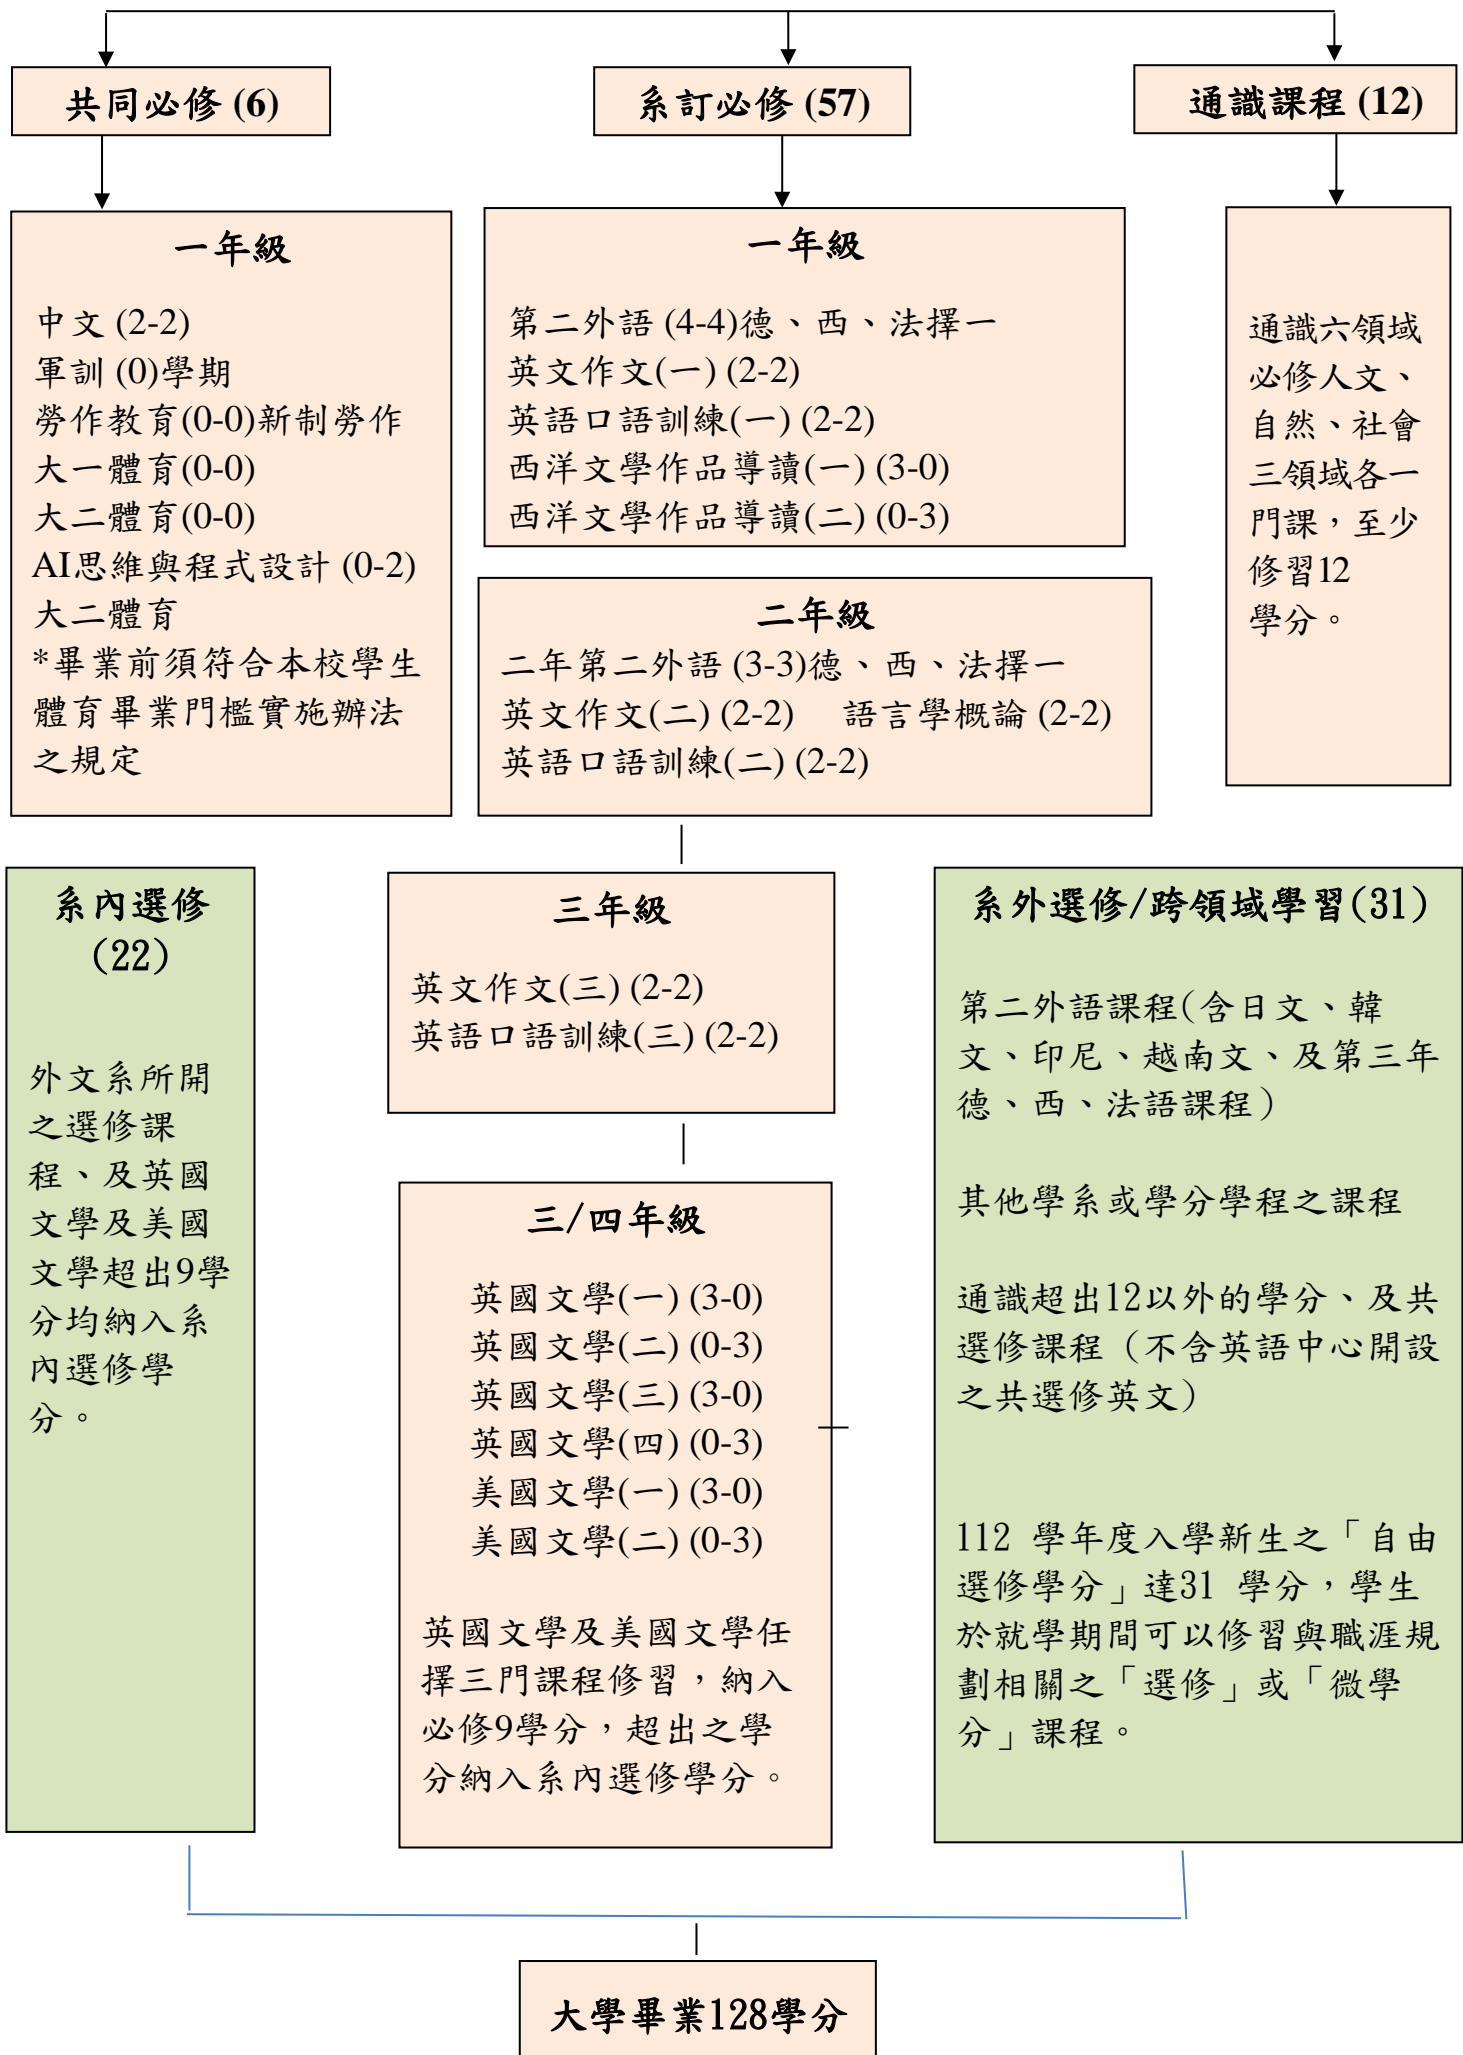 共同必修 (6)
系訂必修 (57)
通識課程 (12)
一年級
中文 (2-2)
軍訓 (0)學期
勞作教育(0-0)新制勞作
大一體育(0-0)
大二體育(0-0)
AI思維與程式設計 (0-2)
大二體育
*畢業前須符合本校學生
體育畢業門檻實施辦法
之規定
一年級
第二外語 (4-4)德、西、法擇一
英文作文(一) (2-2)
英語口語訓練(一) (2-2)
西洋文學作品導讀(一) (3-0)
西洋文學作品導讀(二) (0-3)
通識六領域
必修人文、
自然、社會
三領域各一
門課，至少
修習12
學分。
二年級
二年第二外語 (3-3)德、西、法擇一
英文作文(二) (2-2) 語言學概論 (2-2)
英語口語訓練(二) (2-2)
系內選修
(22)
外文系所開
之選修課
程、及英國
文學及美國
文學超出9學
分均納入系
內選修學
分。
三年級
英文作文(三) (2-2)
英語口語訓練(三) (2-2)
三/四年級
英國文學(一) (3-0)
英國文學(二) (0-3)
英國文學(三) (3-0)
英國文學(四) (0-3)
美國文學(一) (3-0)
美國文學(二) (0-3)
英國文學及美國文學任
擇三門課程修習，納入
必修9學分，超出之學
分納入系內選修學分。
系外選修/跨領域學習(31)
第二外語課程(含日文、韓
文、印尼、越南文、及第三年
德、西、法語課程)
其他學系或學分學程之課程
通識超出12以外的學分、及共
選修課程（不含英語中心開設
之共選修英文）
112 學年度入學新生之「自由
選修學分」達31 學分，學生
於就學期間可以修習與職涯規
劃相關之「選修」或「微學
分」課程。
大學畢業128學分